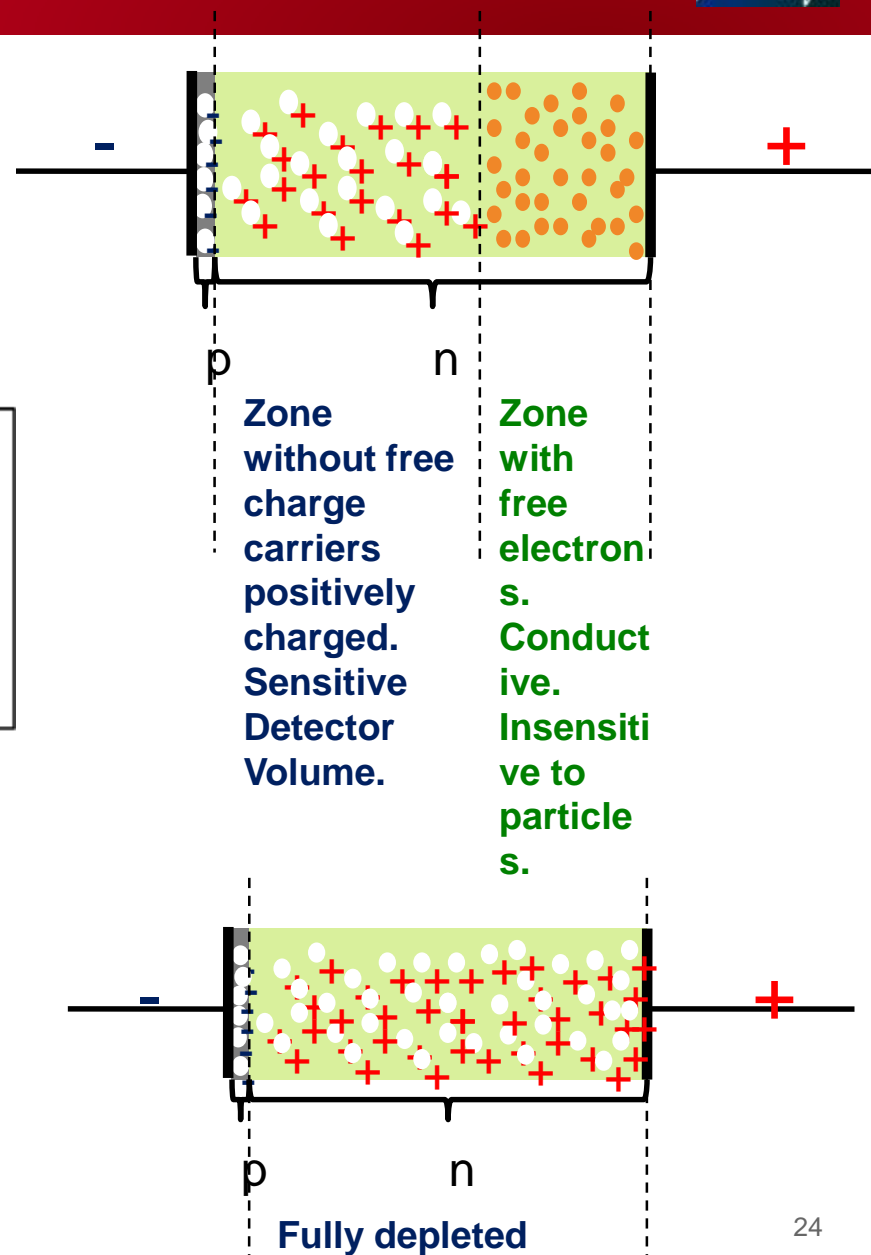 -
+
p
n
Zone
without free
charge
carriers
positively
charged.
Sensitive
Detector
Volume.
Zone
with
free
electron
s.
Conduct
ive.
Insensiti
ve to
particle
s.
-
+
p
n
Fully depleted
24